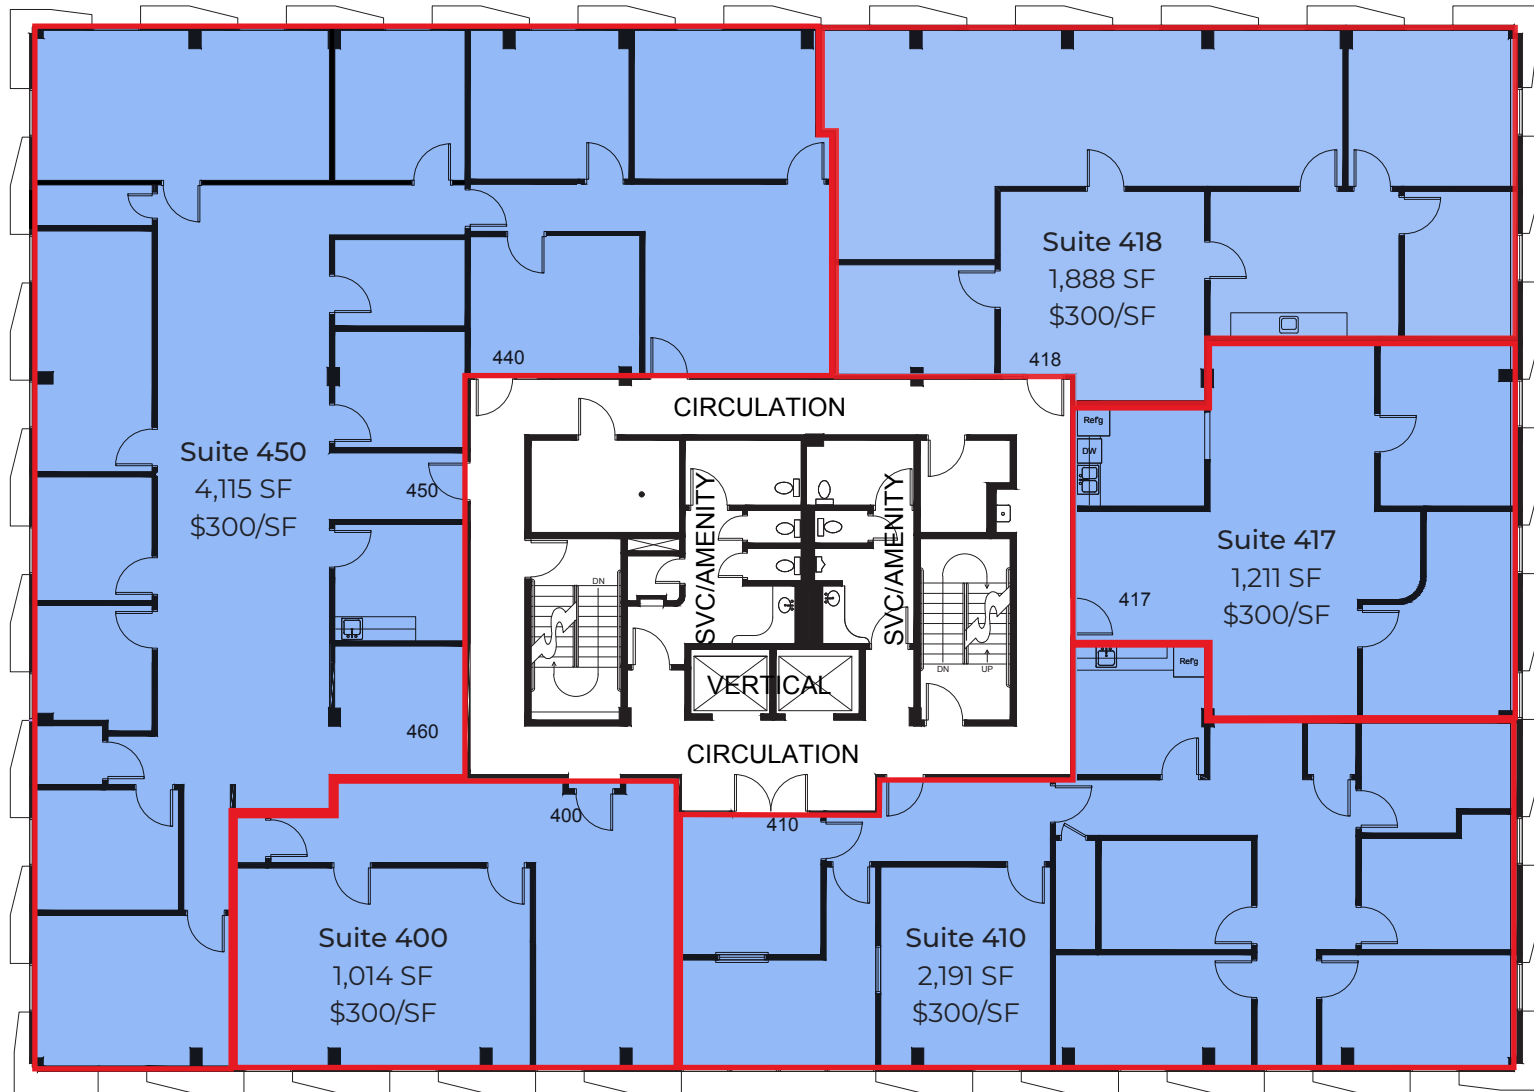 Suite 418
1,888 SF
$300/SF
440
418
CIRCULATION
Ref'g
DW
Suite 450
4,115 SF
$300/SF
450
SVC/AMENITY
SVC/AMENITY
Suite 417
1,211 SF
$300/SF
417
DN
DN
UP
Ref'g
VERTICAL
460
CIRCULATION
400
410
Suite 400
1,014 SF
$300/SF
Suite 410
2,191 SF
$300/SF